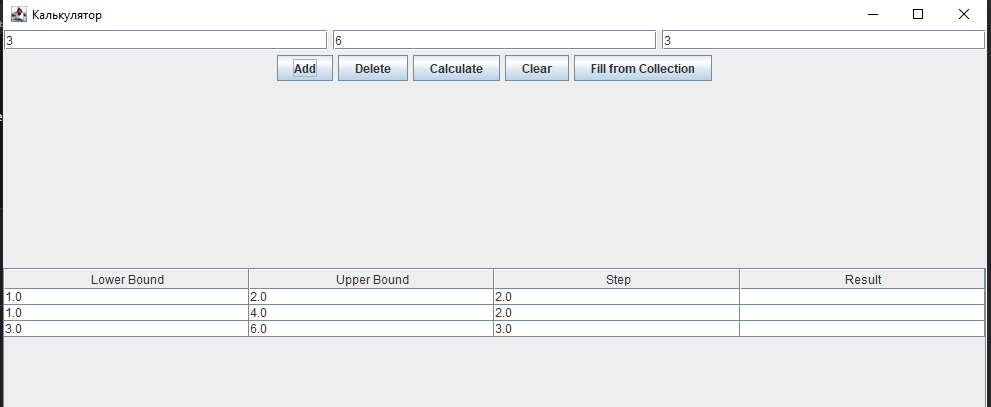 Калькулятор
3 6 3
Add Delete Calculate Clear Fill from Collection
Lower Bound Upper Bound Step Result
1.0 2.0 2.0
1.0 4.0 2.0
3.0 6.0 3.0